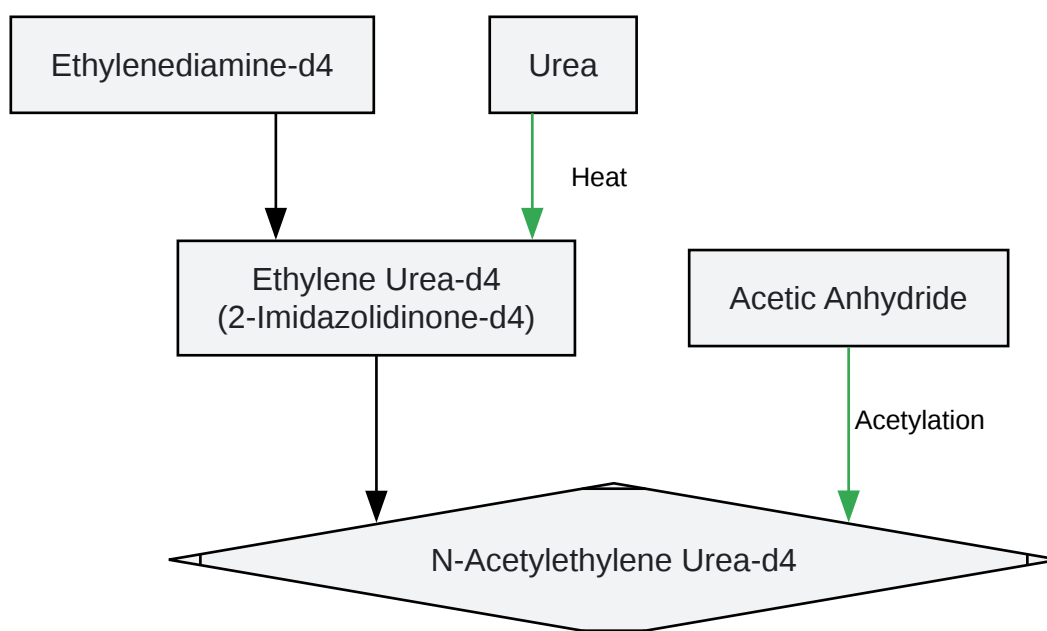 Ethylenediamine-d4
Urea
Heat
Ethylene Urea-d4
(2-Imidazolidinone-d4)
Acetic Anhydride
Acetylation
N-Acetylethylene Urea-d4